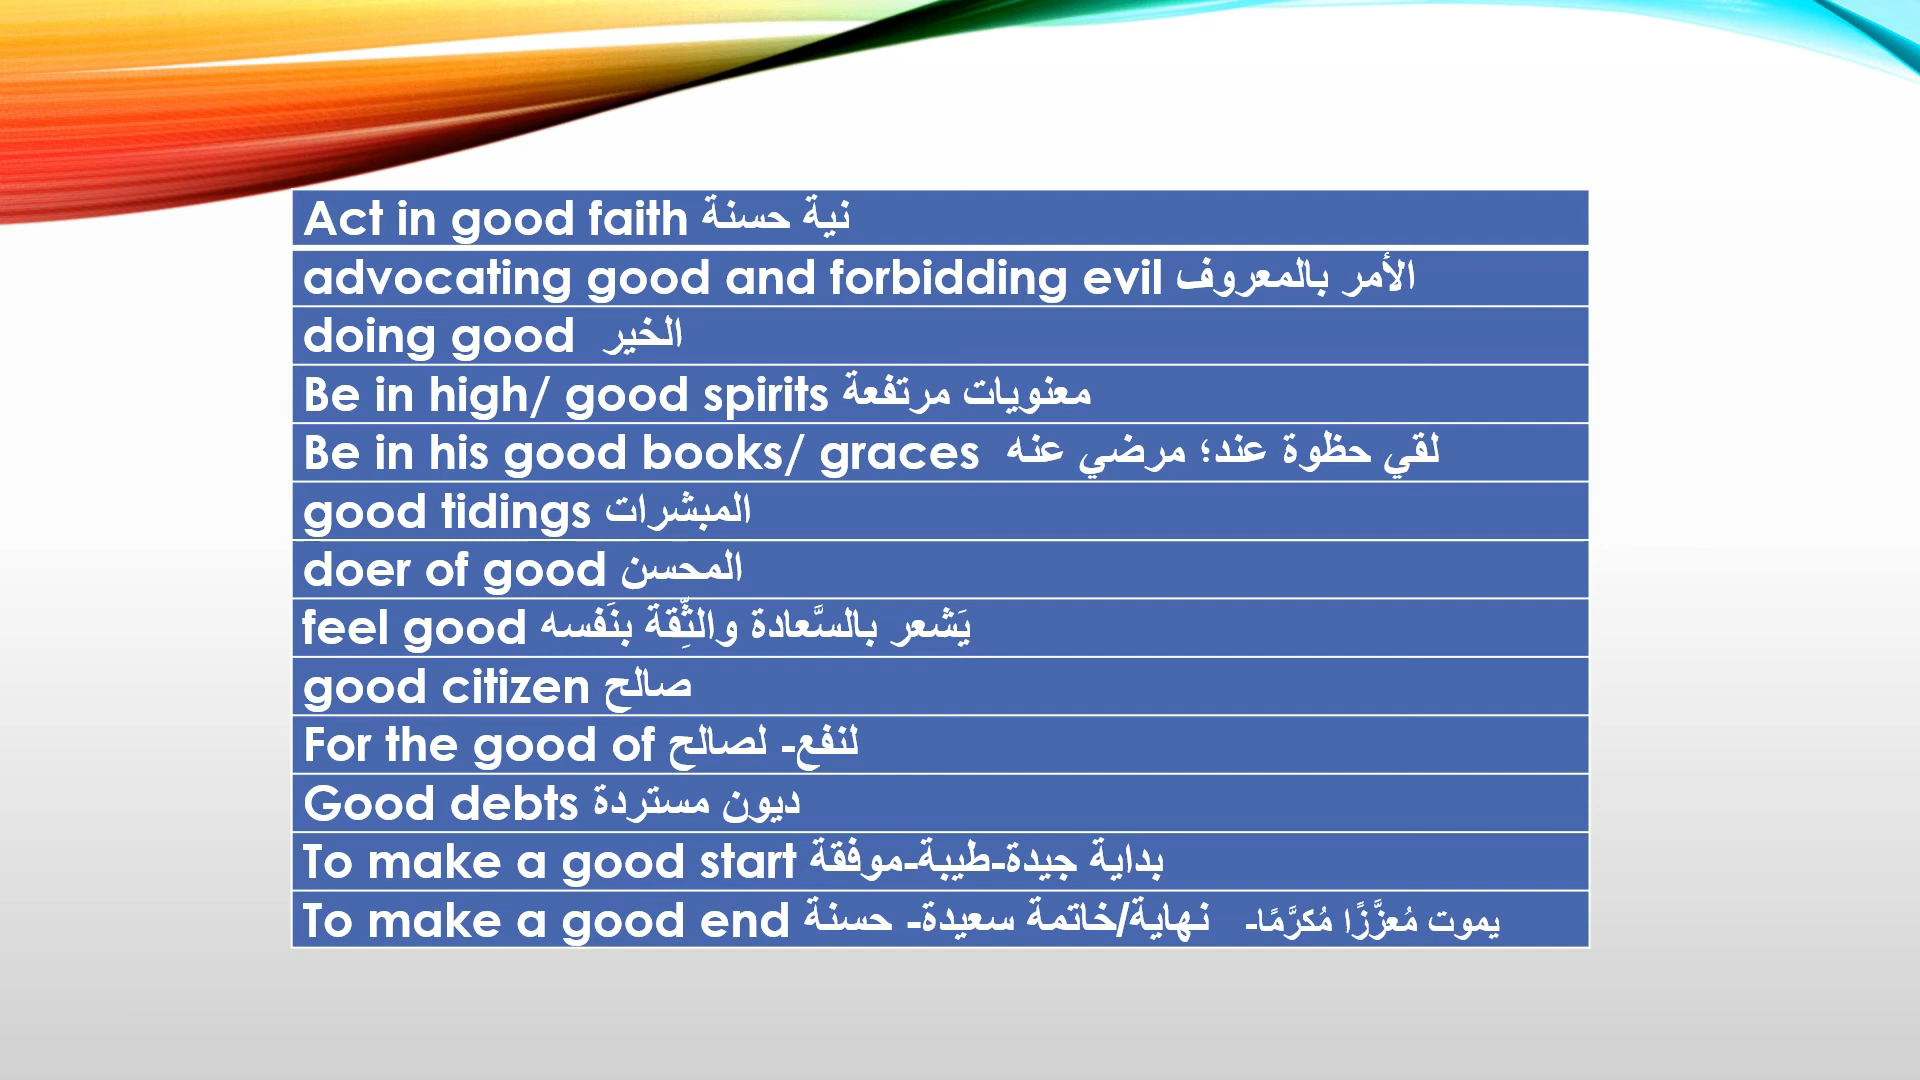 Act in good faith نية حسنة
advocating good and forbidding evil الأمر بالمعروف
doing good الخير
Be in high/ good spirits معنويات مرتفعة
Be in his good books/ graces لقي حظوة عند؛ مرضي عنه
good tidings المبشرات
doer of good المحسن
feel good يَشعر بالسَّعادة والثِّقة بنَفسه
good citizen صالح
For the good of لنفع- لصالح
Good debts ديون مستردة
To make a good start بداية جيدة-طيبة-موفقة
To make a good end نهاية/خاتمة سعيدة- حسنة -يموت مُعزَّزًا مُكرَّمًا